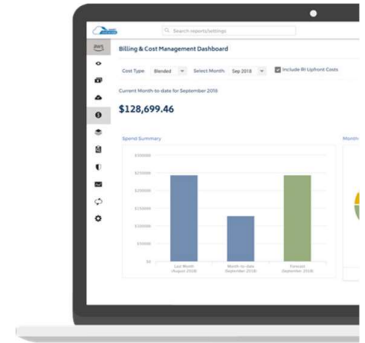 Search reports/settings
aws
Billing & Cost Management Dashboard
Cost Type Blended Select Month Sep 2018 Include RI Upfront Costs
Current Month to-date for September 2018
$128,699.46
Spend Summary
Month
$0
Last Month Month-to-date Forecast
(August 2018) (September 2018) (September 2018)